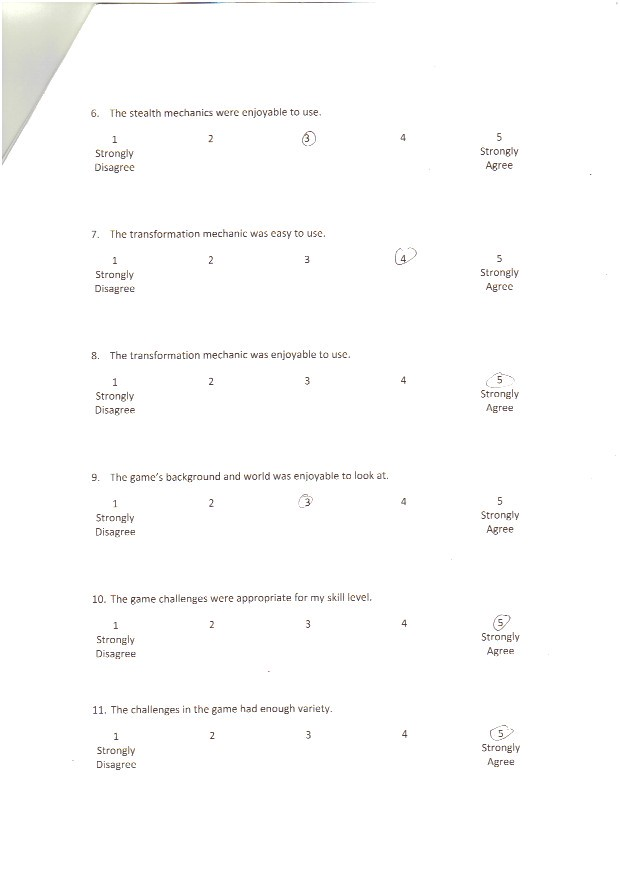 6. The stealth mechanics were enjoyable to use.
1 2 3 4 5
Strongly Strongly
Disagree Agree
7. The transformation mechanic was easy to use.
1 2 3 4 5
Strongly Strongly
Disagree Agree
8. The transformation mechanic was enjoyable to use.
1 2 3 4 5
Strongly Strongly
Disagree Agree
9. The game's background and world was enjoyable to look at.
1 2 3 4 5
Strongly Strongly
Disagree Agree
10. The game challenges were appropriate for my skill level.
1 2 3 4 5
Strongly Strongly
Disagree Agree
11. The challenges in the game had enough variety.
1 2 3 4 5
Strongly Strongly
Disagree Agree